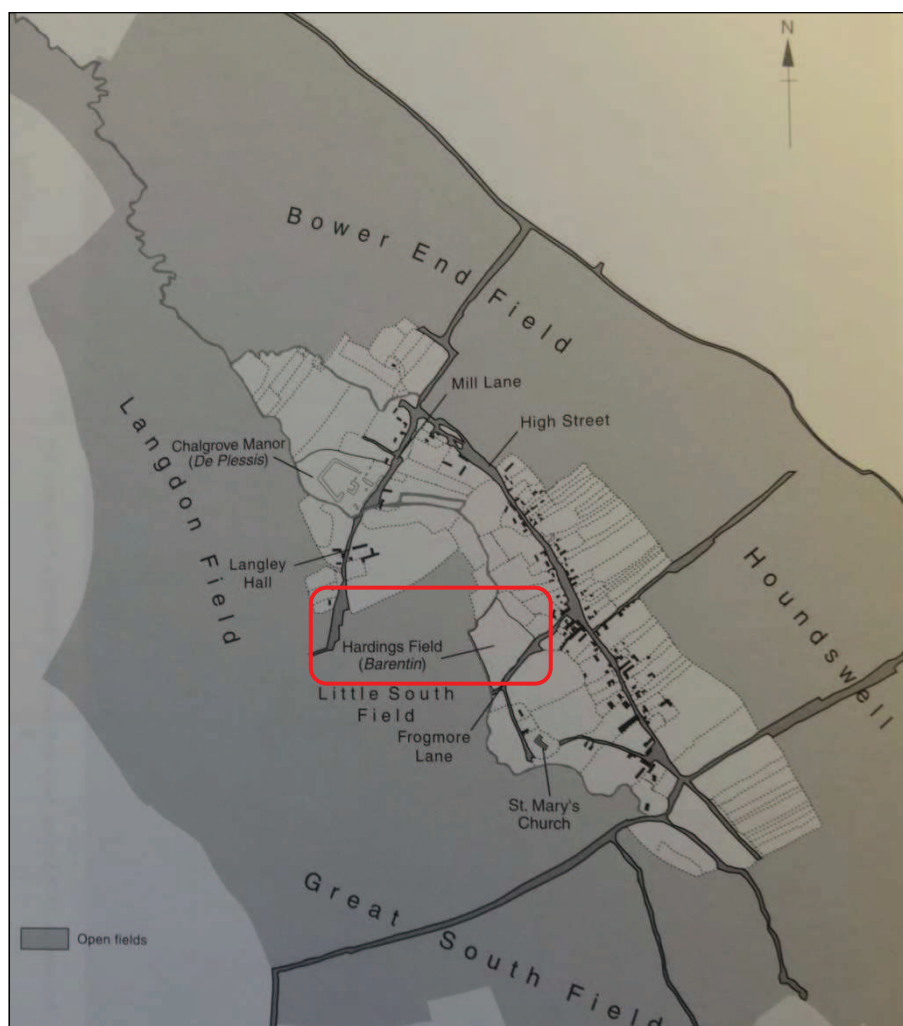 N
Bower End Field
Mill Lane
High Street
Chalgrove Manor
(De Plessis)
Langdon Field
Langley
Hall
Houndswell
Hardings Field
(Barentin)
Little South
Field
Frogmore
Lane
St. Mary's
Church
Great South Field
Open fields